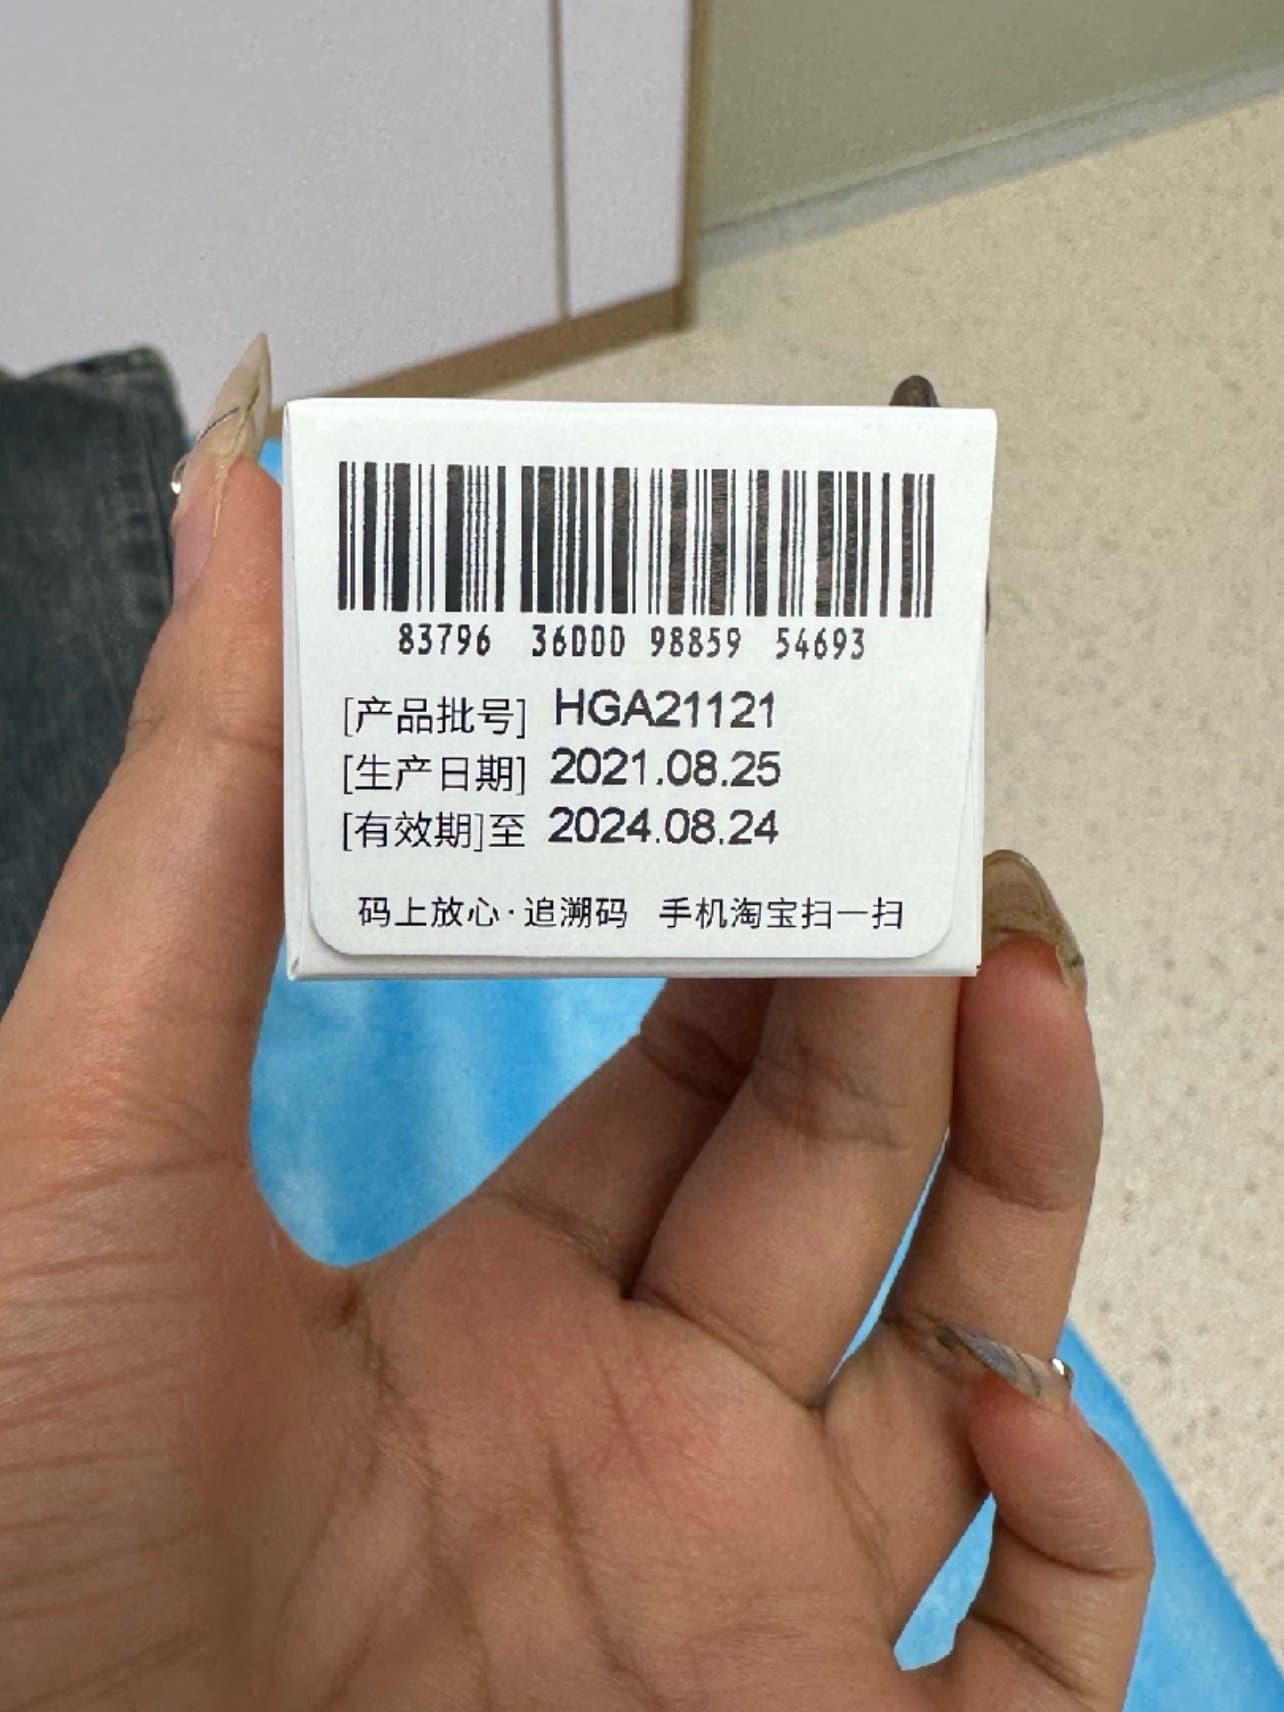 83796 36000 98859 54693
[产品批号] HGA21121
[生产日期] 2021.08.25
[有效期]至 2024.08.24
码上放心·追溯码 手机淘宝扫一扫